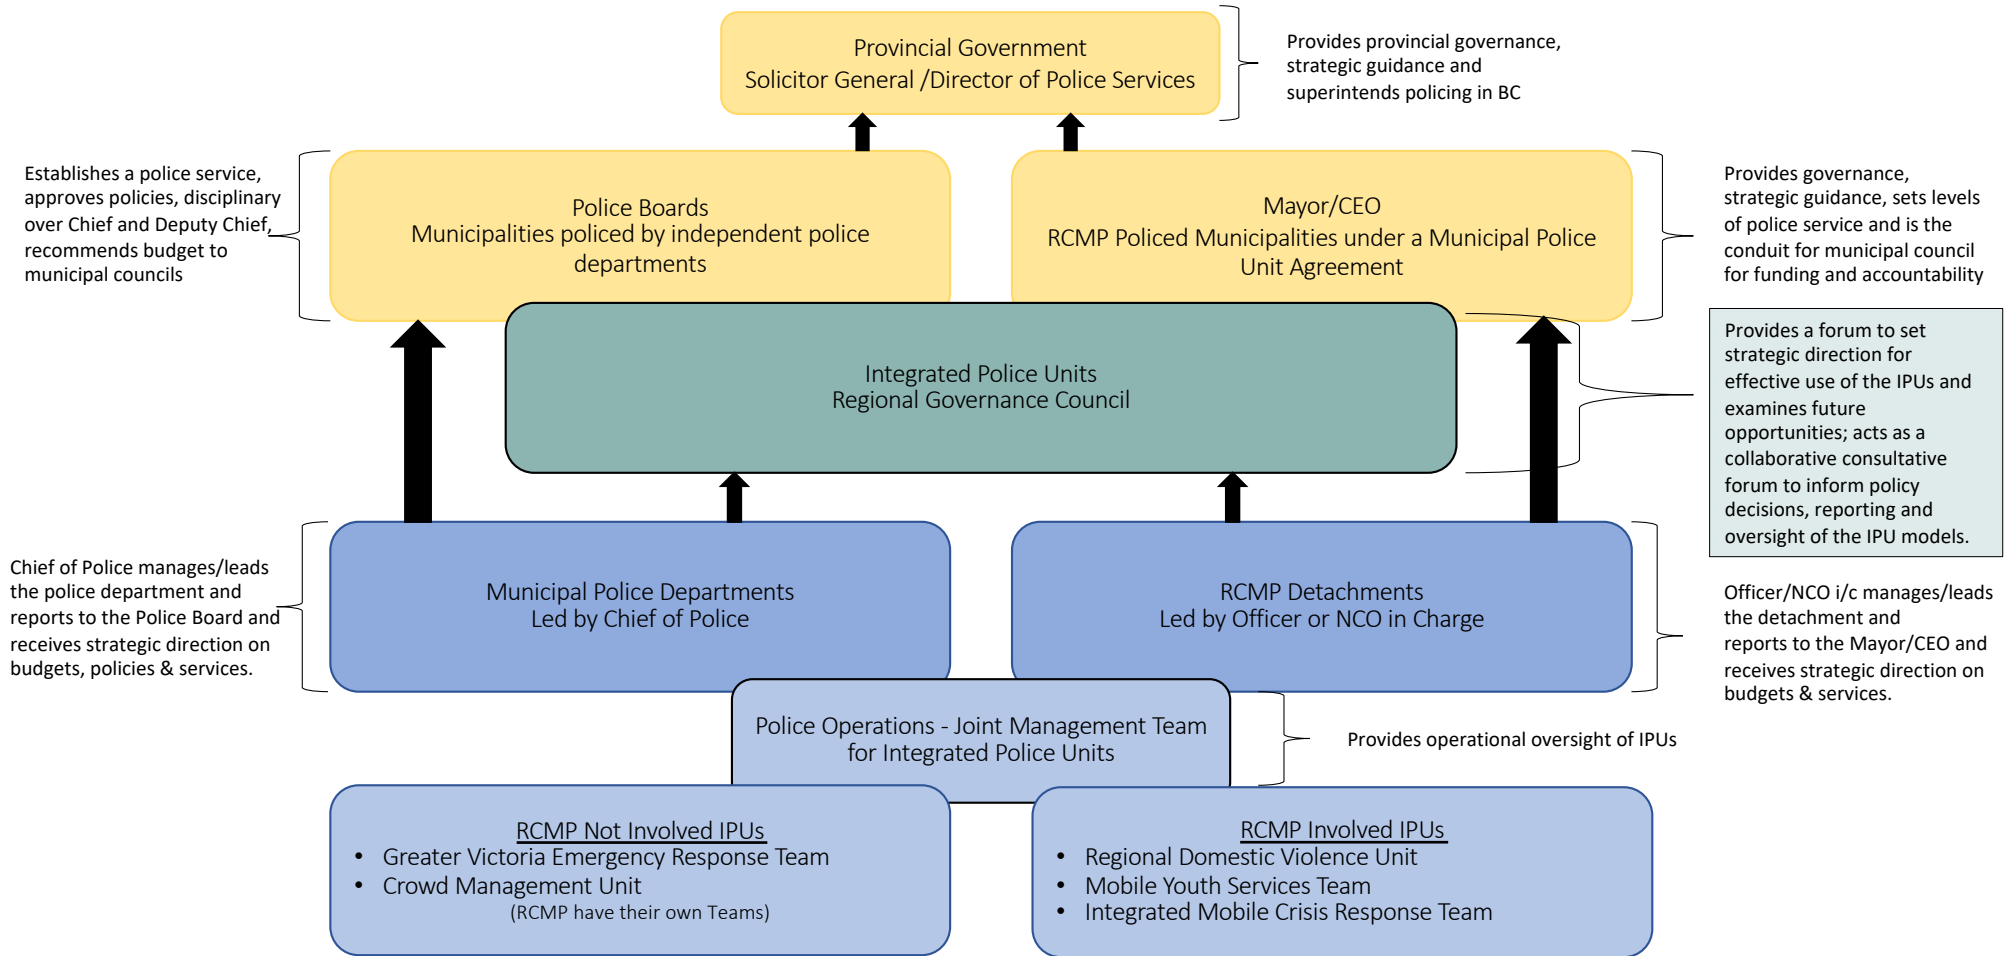 Provincial Government
Solicitor General /Director of Police Services
Provides provincial governance,
strategic guidance and
superintends policing in BC
Establishes a police service,
approves policies, disciplinary
over Chief and Deputy Chief,
recommends budget to
municipal councils
Police Boards
Municipalities policed by independent police
departments
Mayor/CEO
RCMP Policed Municipalities under a Municipal Police
Unit Agreement
Provides governance,
strategic guidance, sets levels
of police service and is the
conduit for municipal council
for funding and accountability
Integrated Police Units
Regional Governance Council
Provides a forum to set
strategic direction for
effective use of the IPUs and
examines future
opportunities; acts as a
collaborative consultative
forum to inform policy
decisions, reporting and
oversight of the IPU models.
Chief of Police manages/leads
the police department and
reports to the Police Board and
receives strategic direction on
budgets, policies & services.
Municipal Police Departments
Led by Chief of Police
RCMP Detachments
Led by Officer or NCO in Charge
Officer/NCO i/c manages/leads
the detachment and
reports to the Mayor/CEO and
receives strategic direction on
budgets & services.
Police Operations - Joint Management Team
for Integrated Police Units
Provides operational oversight of IPUs
RCMP Not Involved IPUs
• Greater Victoria Emergency Response Team
• Crowd Management Unit
(RCMP have their own Teams)
RCMP Involved IPUs
• Regional Domestic Violence Unit
• Mobile Youth Services Team
• Integrated Mobile Crisis Response Team